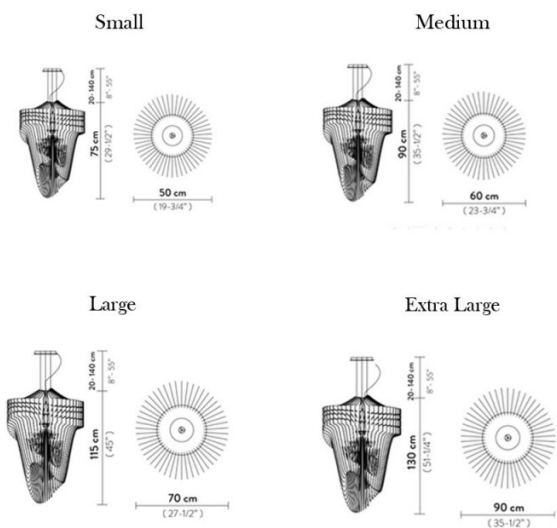 Small
20- 140 cm
8"- 55"
75 cm
(29-1/2")
50 cm
(19-3/4")
Medium
20- 140 cm
8"- 55"
90 cm
(35-1/2")
60 cm
(23-3/4")
Large
20- 140 cm
8"- 55"
115 cm
(45")
70 cm
(27-1/2")
Extra Large
20- 140 cm
8"- 55"
130 cm
(51-1/4")
90 cm
(35-1/2")